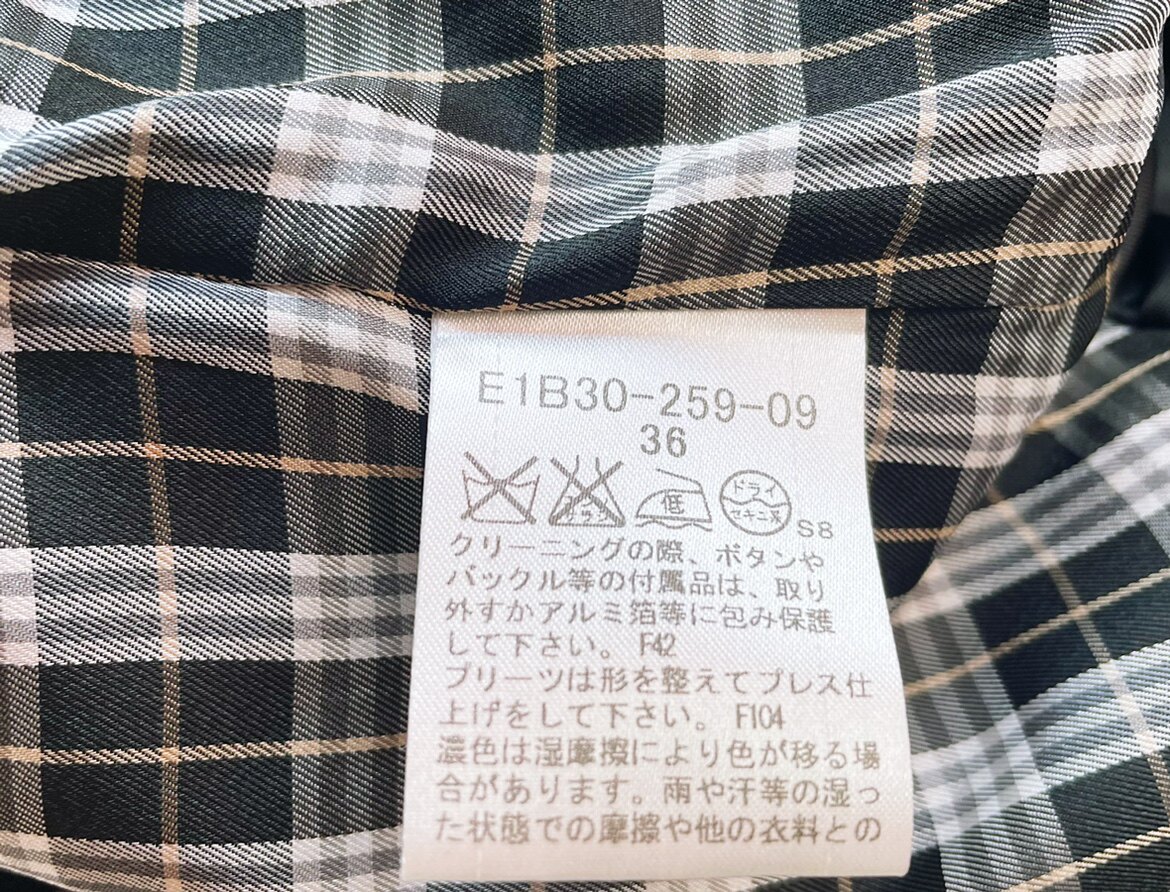 E1B30-259-09
36
低
ドライ
セキユ系
S8
クリーニングの際、ボタンや
バックル等の付属品は、取り
外すかアルミ箔等に包み保護
して下さい。 F42
プリーツは形を整えてプレス仕
上げをして下さい。 F104
濃色は湿摩擦により色が移る場
合があります。雨や汗等の湿っ
た状態での摩擦や他の衣料との